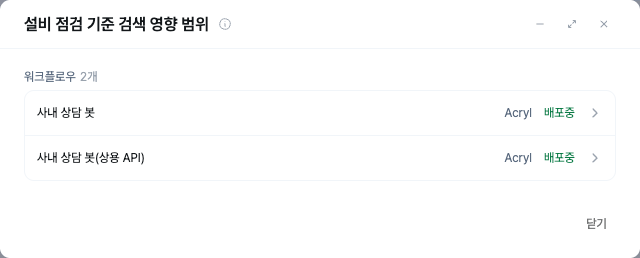 설비 점검 기준 검색 영향 범위
워크플로우 2개
사내 상담 봇 Acryl 배포중
사내 상담 봇(상용 API) Acryl 배포중
닫기